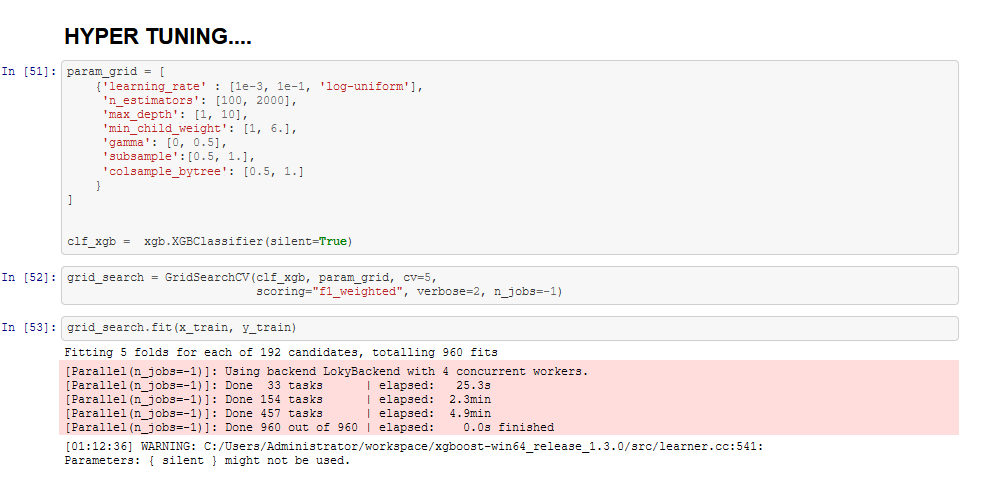 HYPER TUNING....
In [51]: param_grid = [
{'learning_rate' : [1e-3, 1e-1, 'log-uniform'],
'n_estimators': [100, 2000],
'max_depth': [1, 10],
'min_child_weight': [1, 6.],
'gamma': [0, 0.5],
'subsample':[0.5, 1.],
'colsample_bytree': [0.5, 1.]
}
]
clf_xgb =  xgb.XGBClassifier(silent=True)
In [52]: grid_search = GridSearchCV(clf_xgb, param_grid, cv=5,
scoring="f1_weighted", verbose=2, n_jobs=-1)
In [53]: grid_search.fit(x_train, y_train)
Fitting 5 folds for each of 192 candidates, totalling 960 fits
[Parallel(n_jobs=-1)]: Using backend LokyBackend with 4 concurrent workers.
[Parallel(n_jobs=-1)]: Done  33 tasks      | elapsed:   25.3s
[Parallel(n_jobs=-1)]: Done 154 tasks      | elapsed:  2.3min
[Parallel(n_jobs=-1)]: Done 457 tasks      | elapsed:  4.9min
[Parallel(n_jobs=-1)]: Done 960 out of 960 | elapsed:    0.0s finished
[01:12:36] WARNING: C:/Users/Administrator/workspace/xgboost-win64_release_1.3.0/src/learner.cc:541:
Parameters: { silent } might not be used.